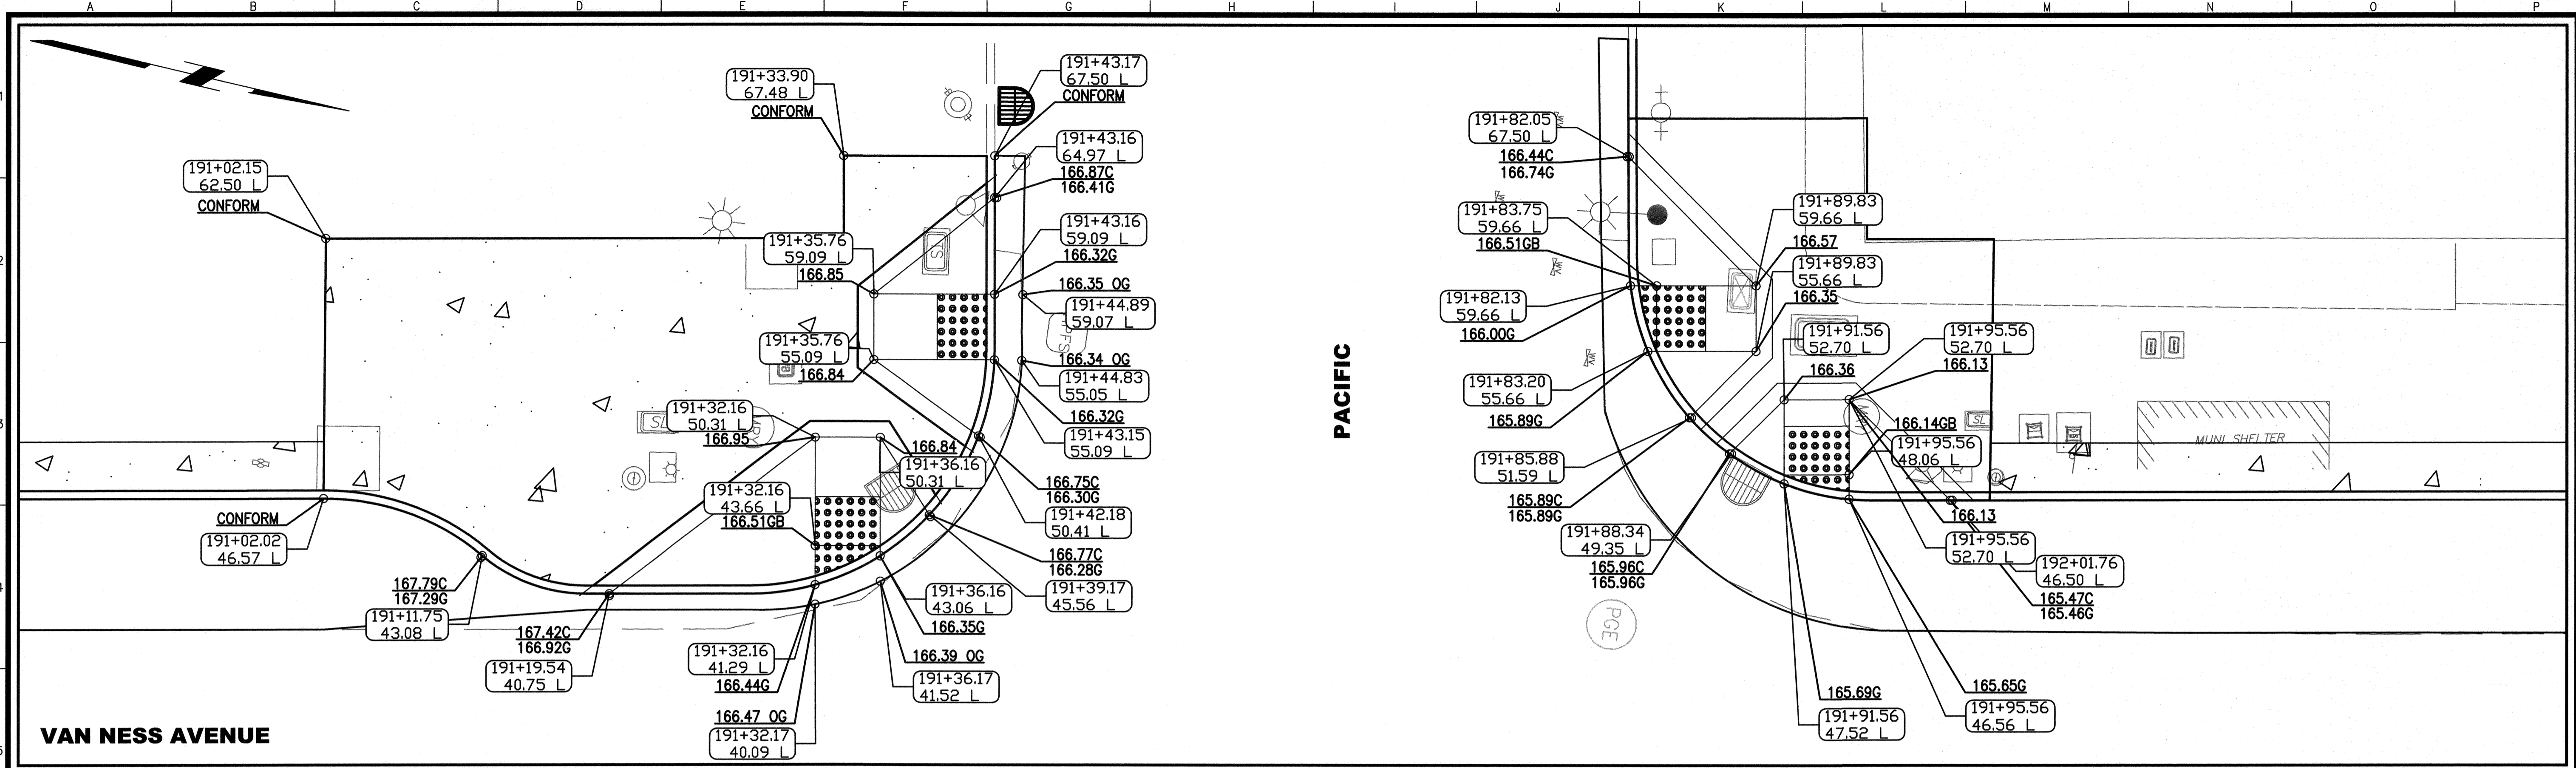 A B C D E F G H I J K L M N O P
1
2
3
4
5
191+02.15
62.50 L
CONFORM
CONFORM
191+02.02
46.57 L
191+33.90
67.48 L
CONFORM
191+43.17
67.50 L
CONFORM
191+43.16
64.97 L
166.87C
166.41G
191+43.16
59.09 L
166.32G
166.35 OG
191+44.89
59.07 L
166.34 OG
191+44.83
55.05 L
166.32G
191+43.15
55.09 L
191+35.76
59.09 L
166.85
191+35.76
55.09 L
166.84
191+32.16
50.31 L
166.95
166.84
191+36.16
50.31 L
191+32.16
43.66 L
166.51GB
166.75C
166.30G
191+42.18
50.41 L
166.77C
166.28G
191+39.17
45.56 L
191+36.16
43.06 L
166.35G
166.39 OG
191+36.17
41.52 L
167.79C
167.29G
191+11.75
43.08 L
167.42C
166.92G
191+19.54
40.75 L
191+32.16
41.29 L
166.44G
166.47 OG
191+32.17
40.09 L
VAN NESS AVENUE
PACIFIC
191+82.05
67.50 L
166.44C
166.74G
191+83.75
59.66 L
166.51GB
191+82.13
59.66 L
166.00G
191+83.20
55.66 L
165.89G
191+85.88
51.59 L
165.89C
165.89G
191+88.34
49.35 L
165.96C
165.96G
191+89.83
59.66 L
166.57
191+89.83
55.66 L
166.35
191+91.56
52.70 L
166.36
191+95.56
52.70 L
166.13
166.14GB
191+95.56
48.06 L
166.13
191+95.56
52.70 L
192+01.76
46.50 L
165.47C
165.46G
165.65G
191+95.56
46.56 L
165.69G
191+91.56
47.52 L
MUNI SHELTER
SL
SL
STL
PGE
WV
WV
WV
WV